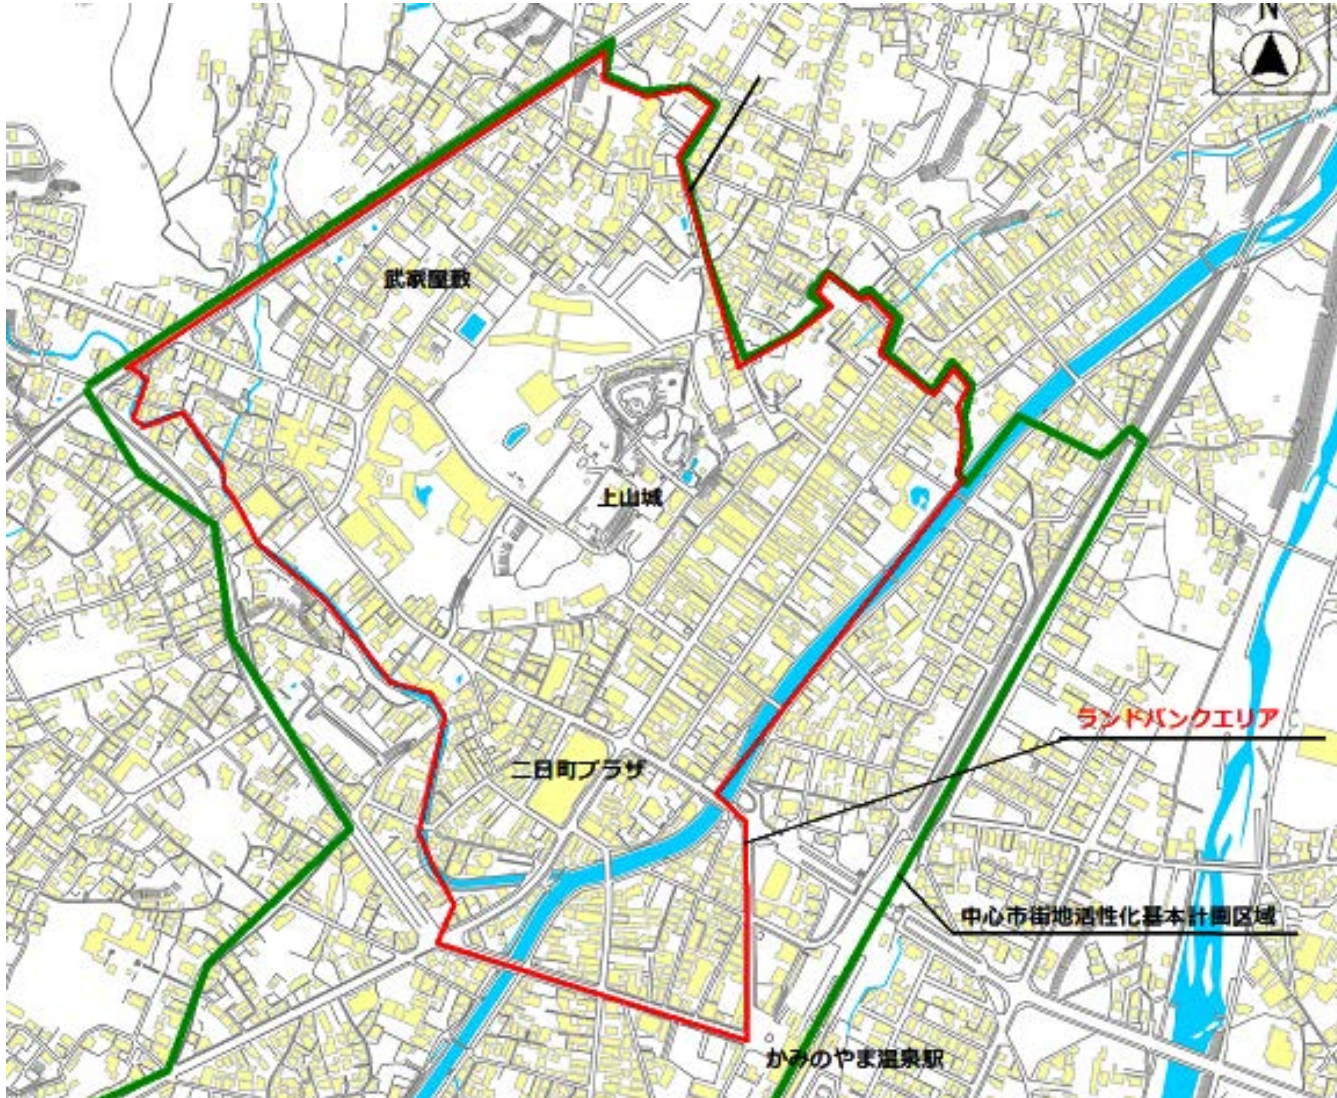 N
武家屋敷
上山城
ランドバンクエリア
二日町プラザ
中心市街地活性化基本計画区域
かみのやま温泉駅